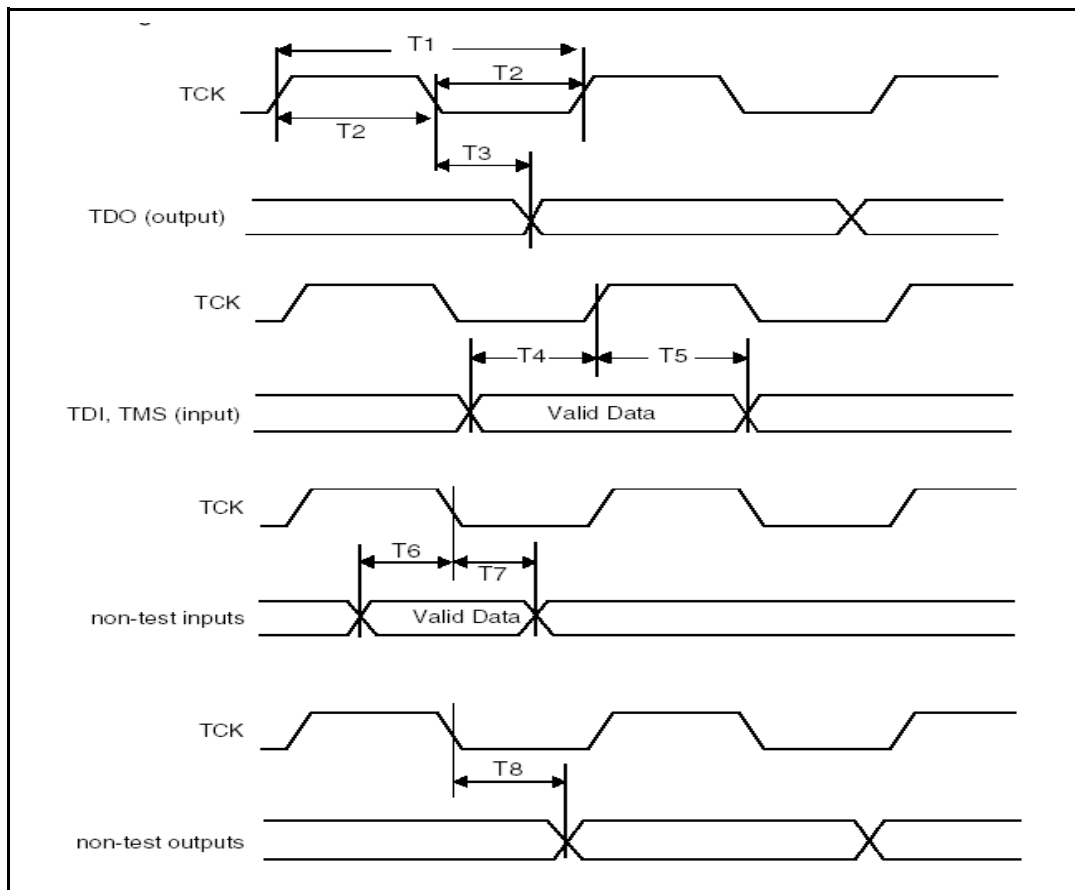 T1
TCK
T2
T2
T3
TDO (output)
TCK
T4
T5
TDI, TMS (input)
Valid Data
TCK
T6
T7
non-test inputs
Valid Data
TCK
T8
non-test outputs